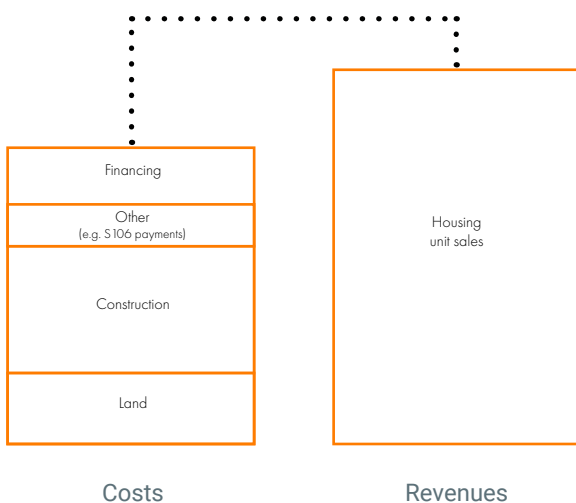 Financing
Other
(e.g. S106 payments)
Construction
Land
Housing
unit sales
Costs
Revenues